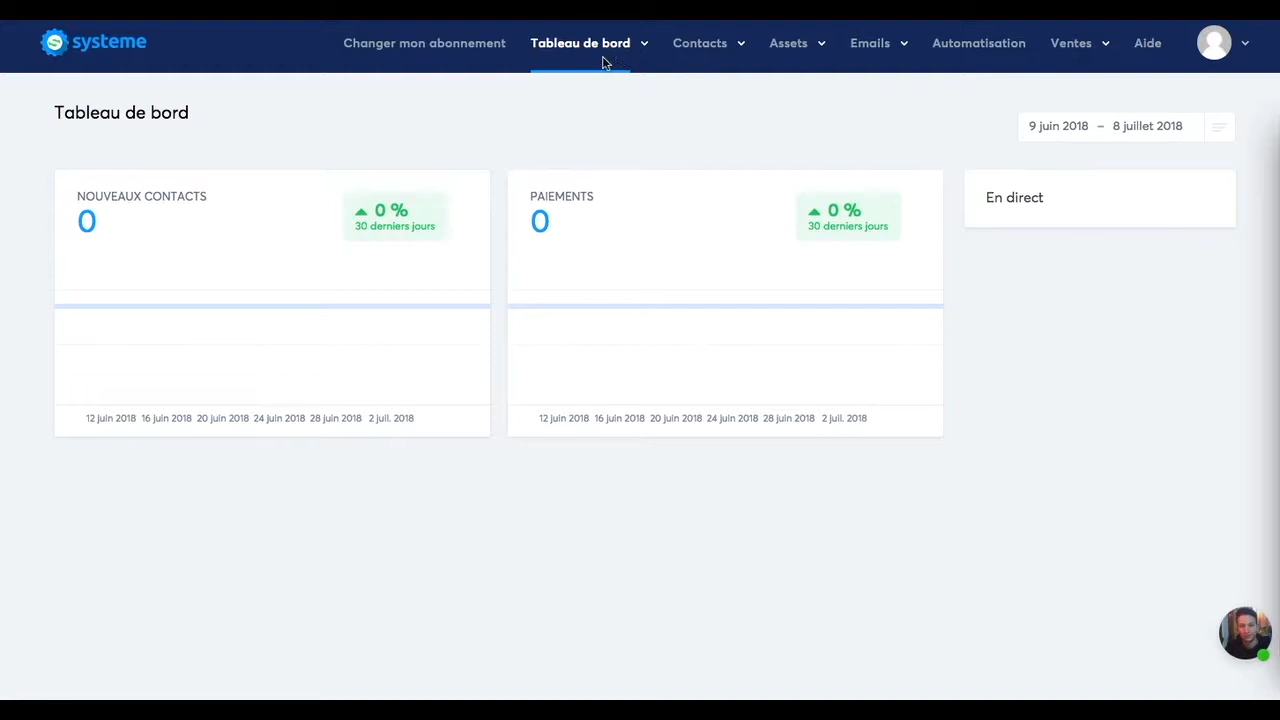 systeme
Changer mon abonnement
Tableau de bord
Contacts
Assets
Emails
Automatisation
Ventes
Aide
Tableau de bord
9 juin 2018 – 8 juillet 2018
NOUVEAUX CONTACTS
0
0 %
30 derniers jours
12 juin 2018 16 juin 2018 20 juin 2018 24 juin 2018 28 juin 2018 2 juil. 2018
PAIEMENTS
0
0 %
30 derniers jours
12 juin 2018 16 juin 2018 20 juin 2018 24 juin 2018 28 juin 2018 2 juil. 2018
En direct